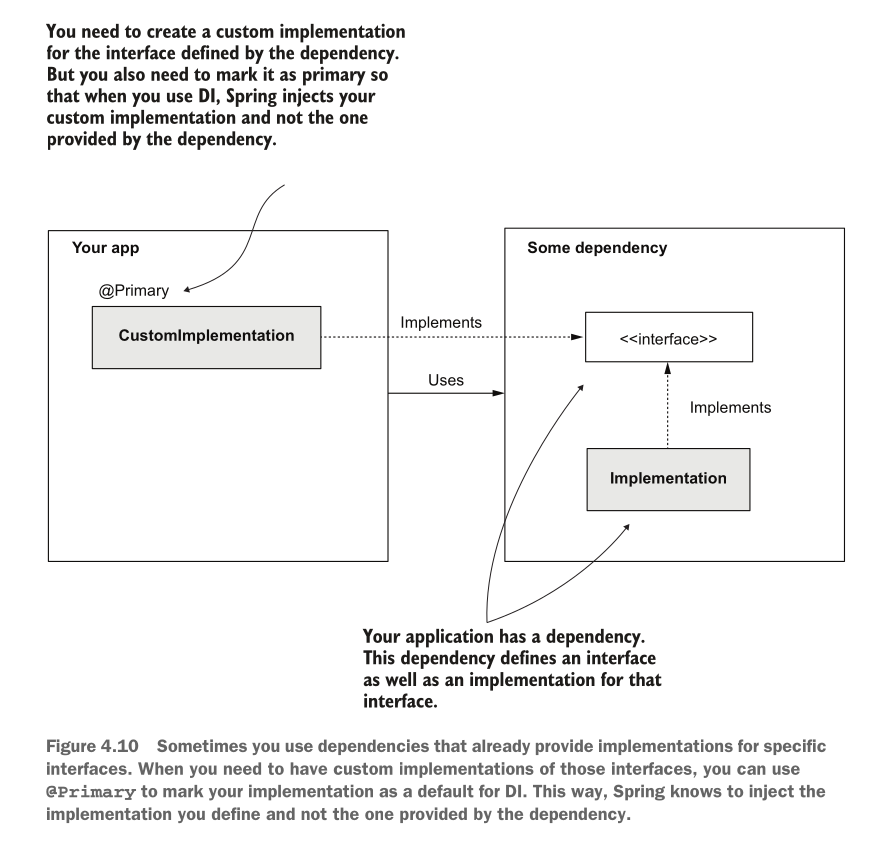 You need to create a custom implementation
for the interface defined by the dependency.
But you also need to mark it as primary so
that when you use DI, Spring injects your
custom implementation and not the one
provided by the dependency.
Your app
Some dependency
@Primary
CustomImplementation
Implements
<<interface>>
Uses
Implements
Implementation
Your application has a dependency.
This dependency defines an interface
as well as an implementation for that
interface.
Figure 4.10 Sometimes you use dependencies that already provide implementations for specific
interfaces. When you need to have custom implementations of those interfaces, you can use
@Primary to mark your implementation as a default for DI. This way, Spring knows to inject the
implementation you define and not the one provided by the dependency.